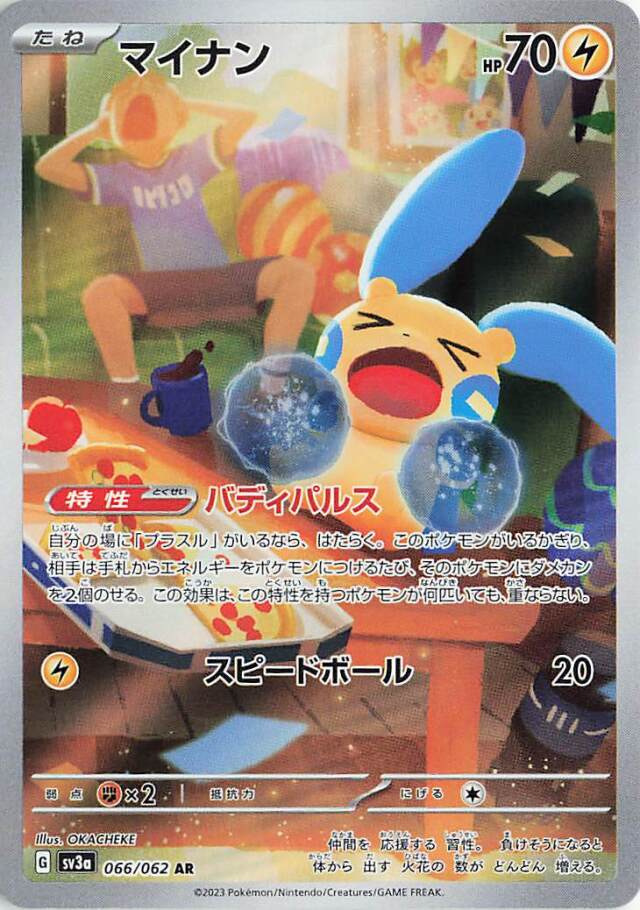 たね
マイナン
HP70
特性 とくせい バディパルス
自分の場に「プラスル」がいるなら、はたらく。このポケモンがいるかぎり、
相手は手札からエネルギーをポケモンにつけるたび、そのポケモンにダメカン
を2個のせる。この効果は、この特性を持つポケモンが何匹いても、重ならない。
スピードボール 20
弱点 ×2 抵抗力 にげる
Illus. OKACHEKE
仲間を 応援する 習性。 負けそうになると
体から 出す 火花の 数が どんどん 増える。
G sv3a 066/062 AR
©2023 Pokémon/Nintendo/Creatures/GAME FREAK.